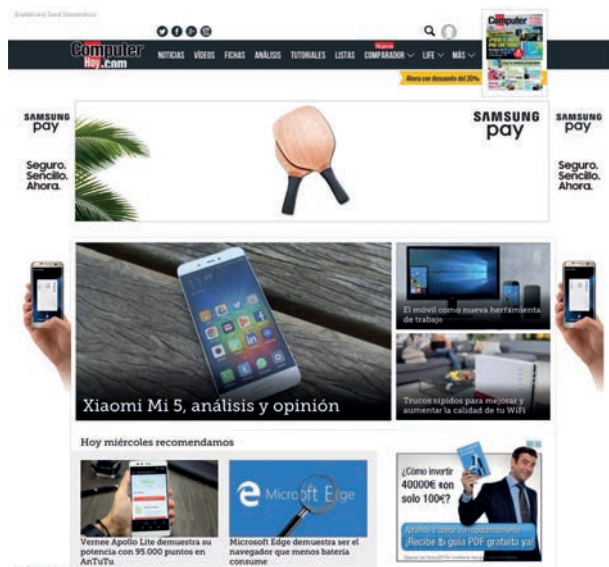 Computer
Hoy.com
NOTICIAS VÍDEOS FICHAS ANÁLISIS TUTORIALES LISTAS COMPARADOR LIFE MÁS
Computer
Ahora con descuento del 20%
SAMSUNG
pay
Seguro.
Sencillo.
Ahora.
SAMSUNG
pay
SAMSUNG
pay
Seguro.
Sencillo.
Ahora.
Xiaomi Mi 5, análisis y opinión
El móvil como nueva herramienta
de trabajo
Trucos rápidos para mejorar y
aumentar la calidad de tu WiFi
Hoy miércoles recomendamos
Vernee Apollo Lite demuestra su
potencia con 95.000 puntos en
AnTuTu
Microsoft Edge
Microsoft Edge demuestra ser el
navegador que menos batería
consume
¿Cómo invertir
40000€ con
solo 100€?
¡Recibe tu guía PDF gratuita ya!